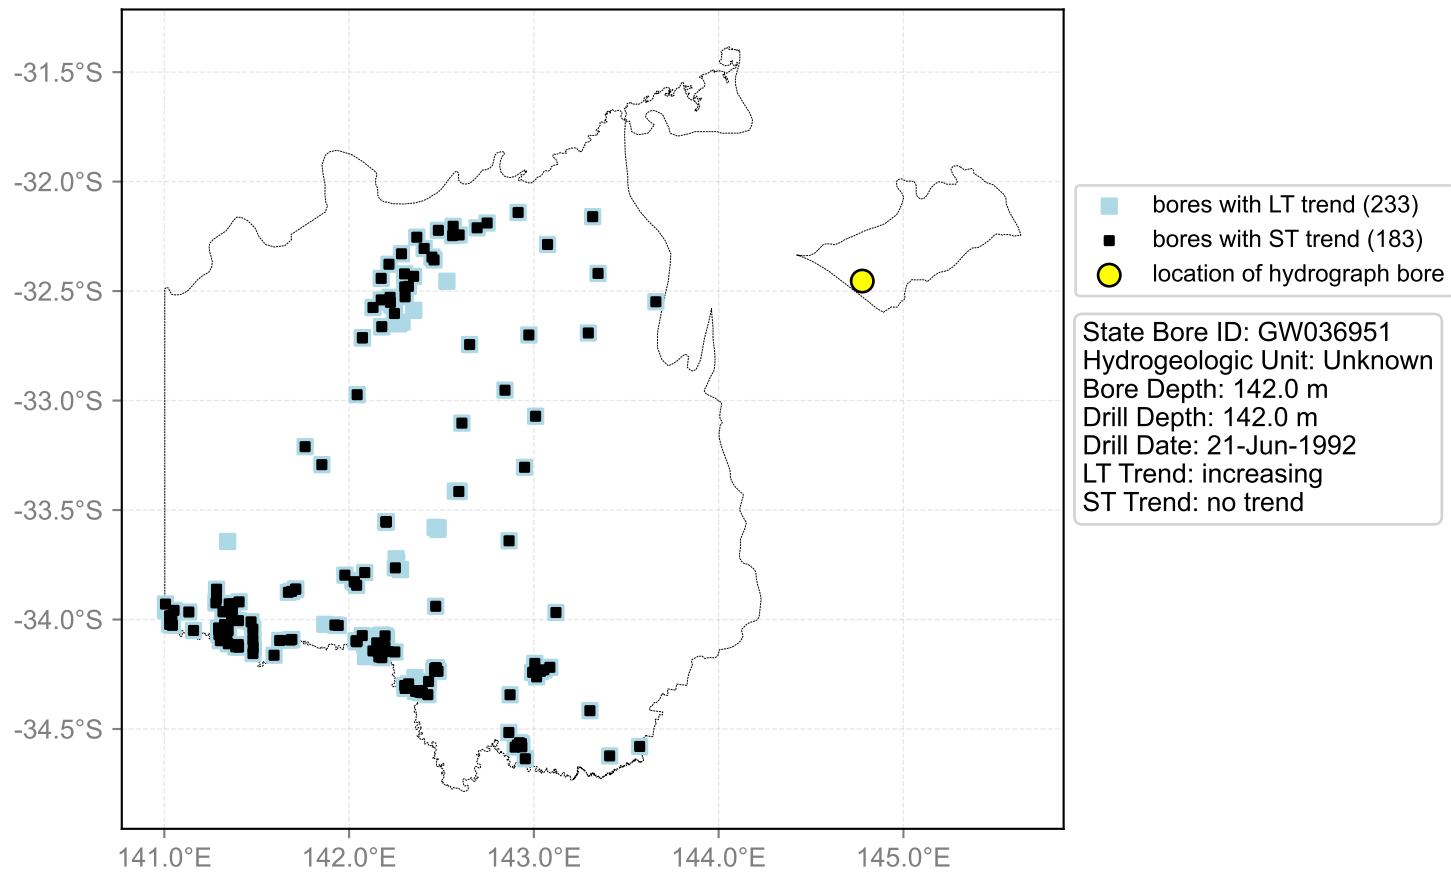 -31.5°S
-32.0°S
-32.5°S
-33.0°S
-33.5°S
-34.0°S
-34.5°S
141.0°E
142.0°E
143.0°E
144.0°E
145.0°E
bores with LT trend (233)
bores with ST trend (183)
location of hydrograph bore
State Bore ID: GW036951
Hydrogeologic Unit: Unknown
Bore Depth: 142.0 m
Drill Depth: 142.0 m
Drill Date: 21-Jun-1992
LT Trend: increasing
ST Trend: no trend